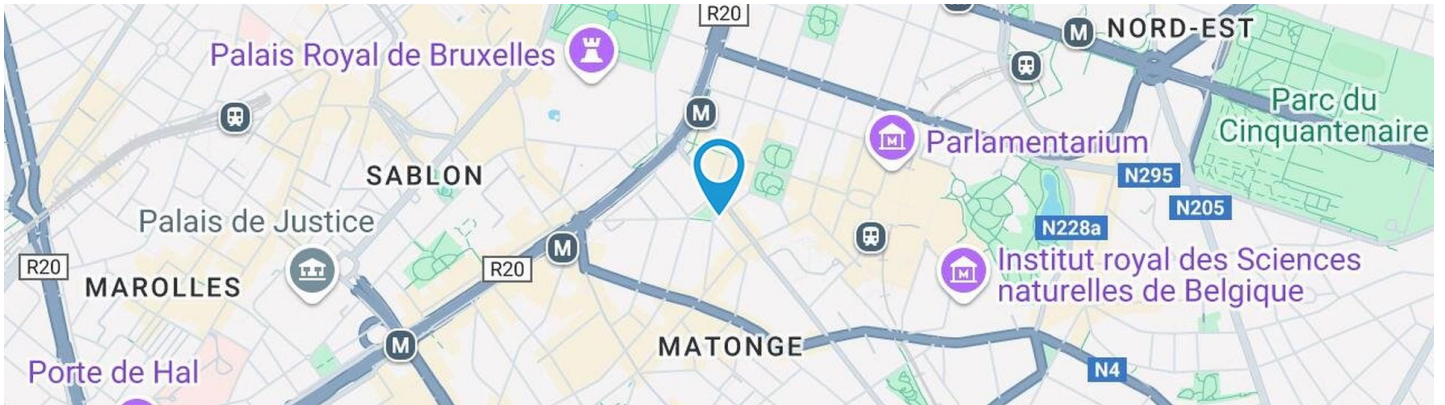 R20
NORD-EST
M
Palais Royal de Bruxelles
Parc du
Cinquantenaire
M
Parlamentarium
M
SABLON
N295
N205
Palais de Justice
N228a
M
R20
R20
Institut royal des Sciences
naturelles de Belgique
M
MAROLLES
MATONGE
M
N4
Porte de Hal